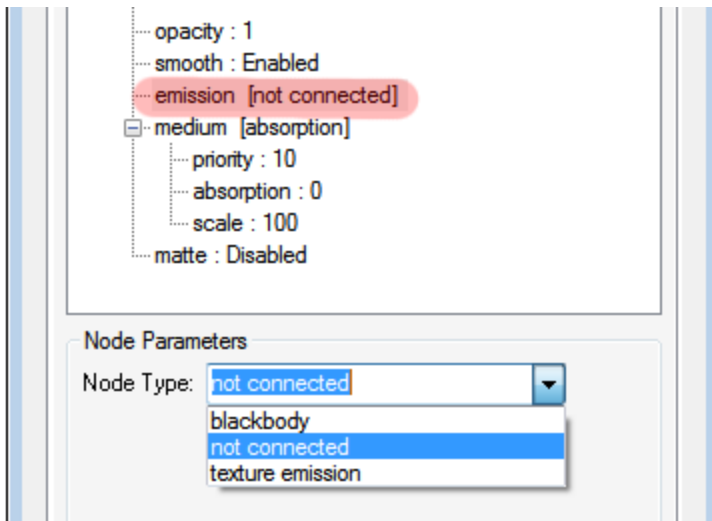 opacity : 1
smooth : Enabled
emission  [not connected]
medium  [absorption]
priority : 10
absorption : 0
scale : 100
matte : Disabled
Node Parameters
Node Type: not connected
blackbody
not connected
texture emission